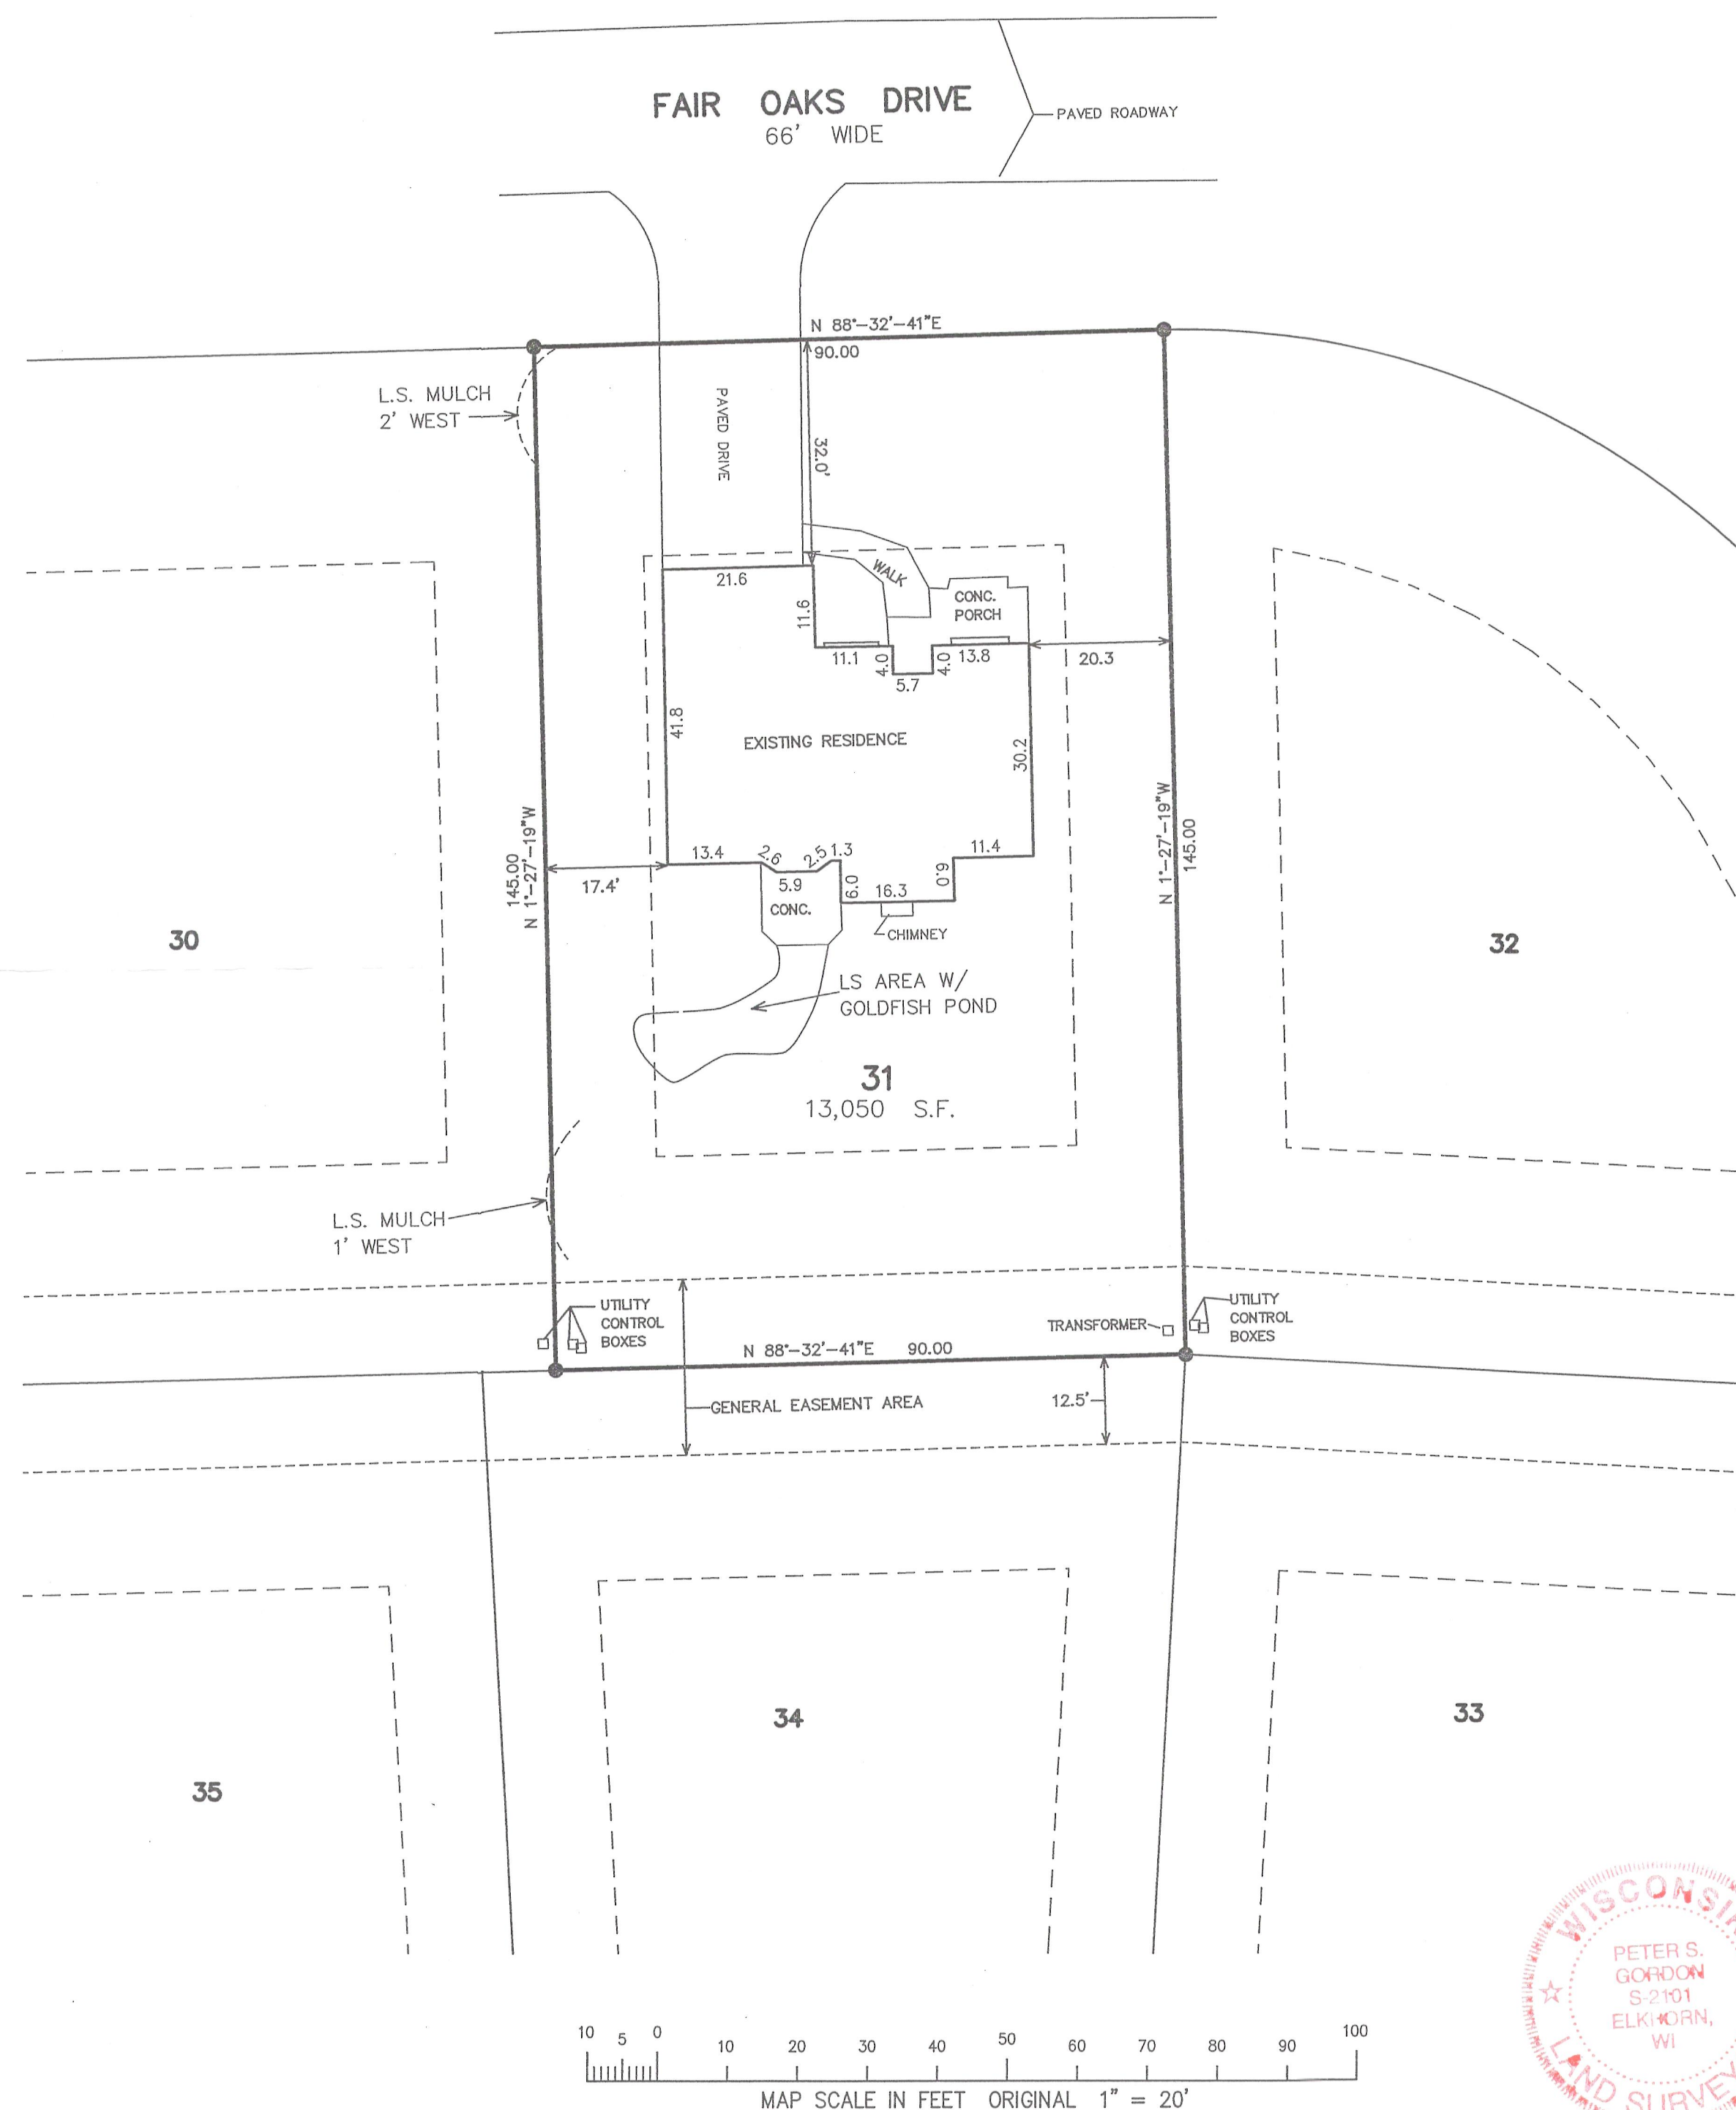 FAIR OAKS DRIVE
66' WIDE
PAVED ROADWAY
N 88°-32'-41"E
90.00
L.S. MULCH
2' WEST
PAVED DRIVE
32.0'
21.6
WALK
CONC.
PORCH
11.6
11.1
4.0
5.7
4.0
13.8
20.3
41.8
EXISTING RESIDENCE
30.2
145.00
N 1°-27'-19"W
N 1°-27'-19"W
145.00
13.4
2.6
5.9
2.5
1.3
6.0
16.3
6.0
11.4
17.4'
CONC.
CHIMNEY
30
32
LS AREA W/
GOLDFISH POND
31
13,050 S.F.
L.S. MULCH
1' WEST
UTILITY
CONTROL
BOXES
TRANSFORMER
UTILITY
CONTROL
BOXES
N 88°-32'-41"E 90.00
GENERAL EASEMENT AREA
12.5'
34
33
35
10 5 0 10 20 30 40 50 60 70 80 90 100
MAP SCALE IN FEET ORIGINAL 1" = 20'
WISCONSI
PETER S.
GORDON
S-2101
ELKHORN,
WI
LAND SURVEY